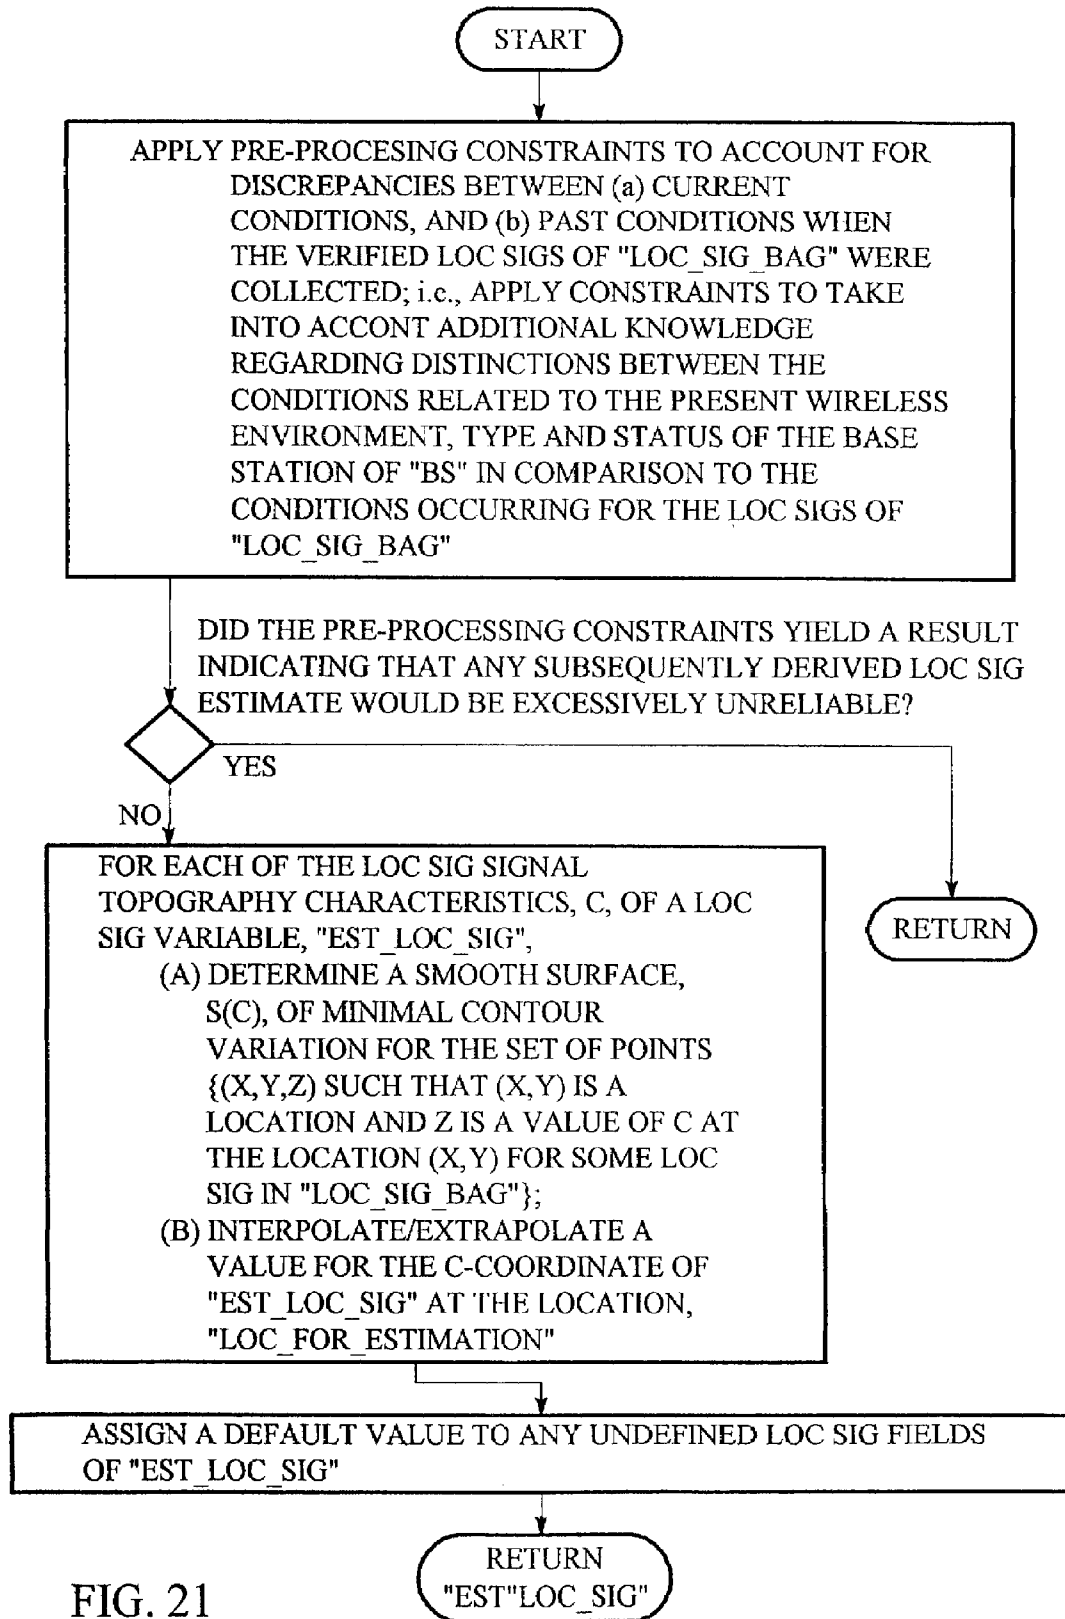 START
APPLY PRE-PROCESING CONSTRAINTS TO ACCOUNT FOR
DISCREPANCIES BETWEEN (a) CURRENT
CONDITIONS, AND (b) PAST CONDITIONS WHEN
THE VERIFIED LOC SIGS OF "LOC_SIG_BAG" WERE
COLLECTED; i.e., APPLY CONSTRAINTS TO TAKE
INTO ACCONT ADDITIONAL KNOWLEDGE
REGARDING DISTINCTIONS BETWEEN THE
CONDITIONS RELATED TO THE PRESENT WIRELESS
ENVIRONMENT, TYPE AND STATUS OF THE BASE
STATION OF "BS" IN COMPARISON TO THE
CONDITIONS OCCURRING FOR THE LOC SIGS OF
"LOC_SIG_BAG"
DID THE PRE-PROCESSING CONSTRAINTS YIELD A RESULT
INDICATING THAT ANY SUBSEQUENTLY DERIVED LOC SIG
ESTIMATE WOULD BE EXCESSIVELY UNRELIABLE?
YES
NO
FOR EACH OF THE LOC SIG SIGNAL
TOPOGRAPHY CHARACTERISTICS, C, OF A LOC
SIG VARIABLE, "EST_LOC_SIG",
(A) DETERMINE A SMOOTH SURFACE,
S(C), OF MINIMAL CONTOUR
VARIATION FOR THE SET OF POINTS
{(X,Y,Z) SUCH THAT (X,Y) IS A
LOCATION AND Z IS A VALUE OF C AT
THE LOCATION (X,Y) FOR SOME LOC
SIG IN "LOC_SIG_BAG"};
(B) INTERPOLATE/EXTRAPOLATE A
VALUE FOR THE C-COORDINATE OF
"EST_LOC_SIG" AT THE LOCATION,
"LOC_FOR_ESTIMATION"
RETURN
ASSIGN A DEFAULT VALUE TO ANY UNDEFINED LOC SIG FIELDS
OF "EST_LOC_SIG"
RETURN
"EST"LOC_SIG"
FIG. 21